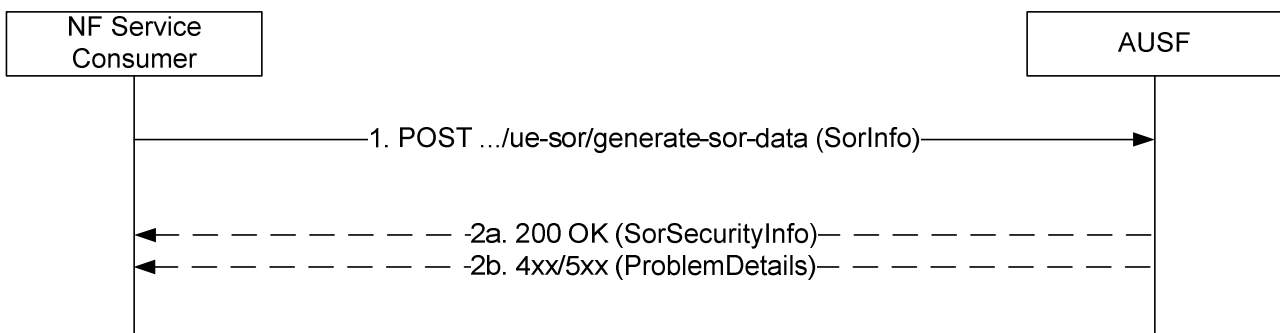 NF Service
Consumer
AUSF
1. POST .../ue-sor/generate-sor-data (SorInfo)
2a. 200 OK (SorSecurityInfo)
2b. 4xx/5xx (ProblemDetails)